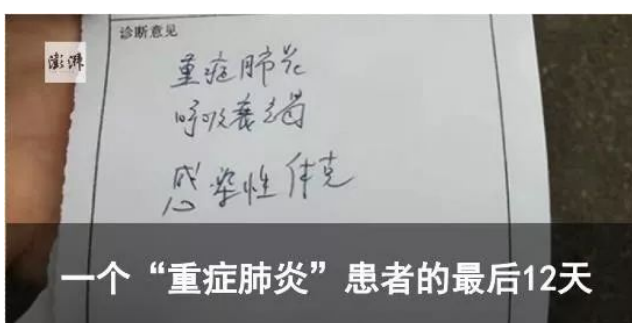 诊断意见
澎湃
重症肺炎
呼吸衰竭
感染性休克
一个“重症肺炎”患者的最后12天